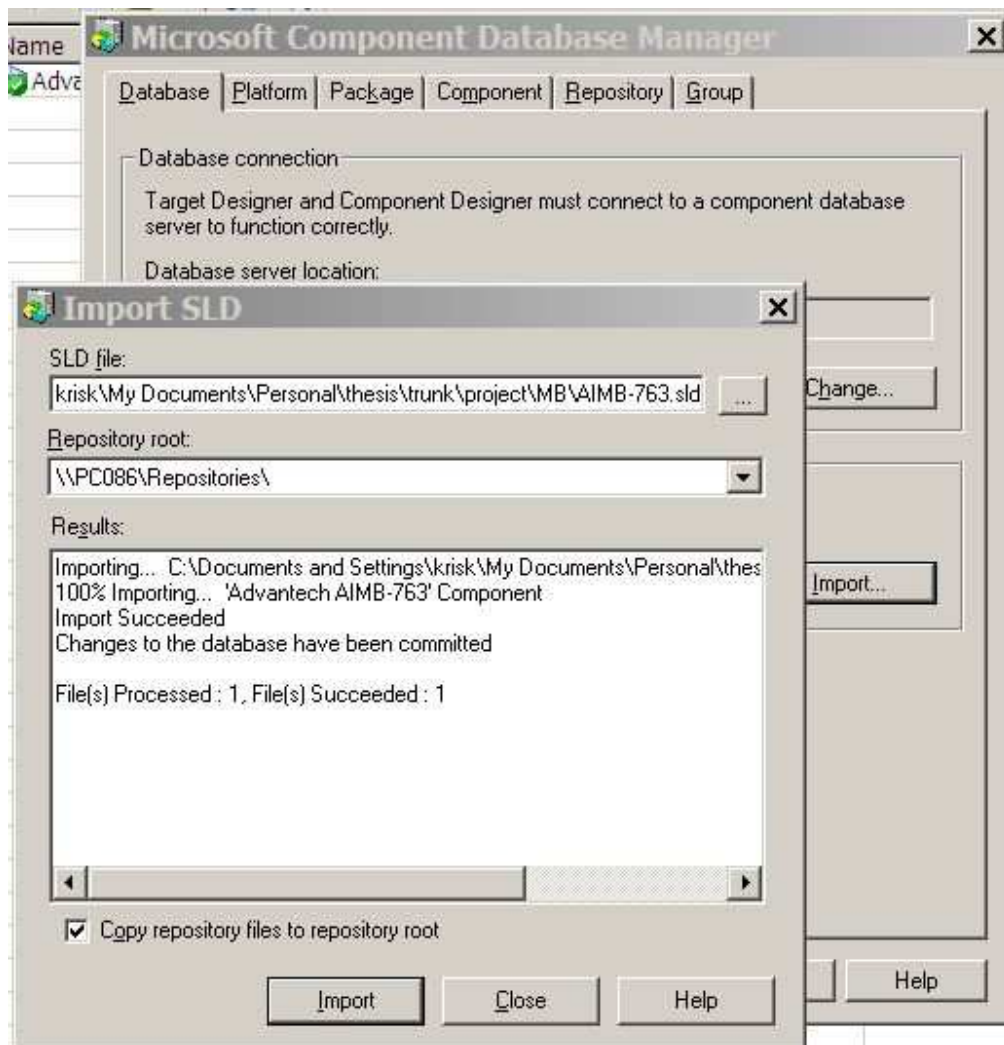 Name
Adva
Microsoft Component Database Manager
Database Platform Package Component Repository Group
Database connection
Target Designer and Component Designer must connect to a component database
server to function correctly.
Database server location:
Change...
Import...
Help
Import SLD
SLD file:
krisk\My Documents\Personal\thesis\trunk\project\MB\AIMB-763.sld
...
Repository root:
\\PC086\Repositories\
Results:
Importing... C:\Documents and Settings\krisk\My Documents\Personal\thes
100% Importing... 'Advantech AIMB-763' Component
Import Succeeded
Changes to the database have been committed
File(s) Processed : 1, File(s) Succeeded : 1
Copy repository files to repository root
Import Close Help